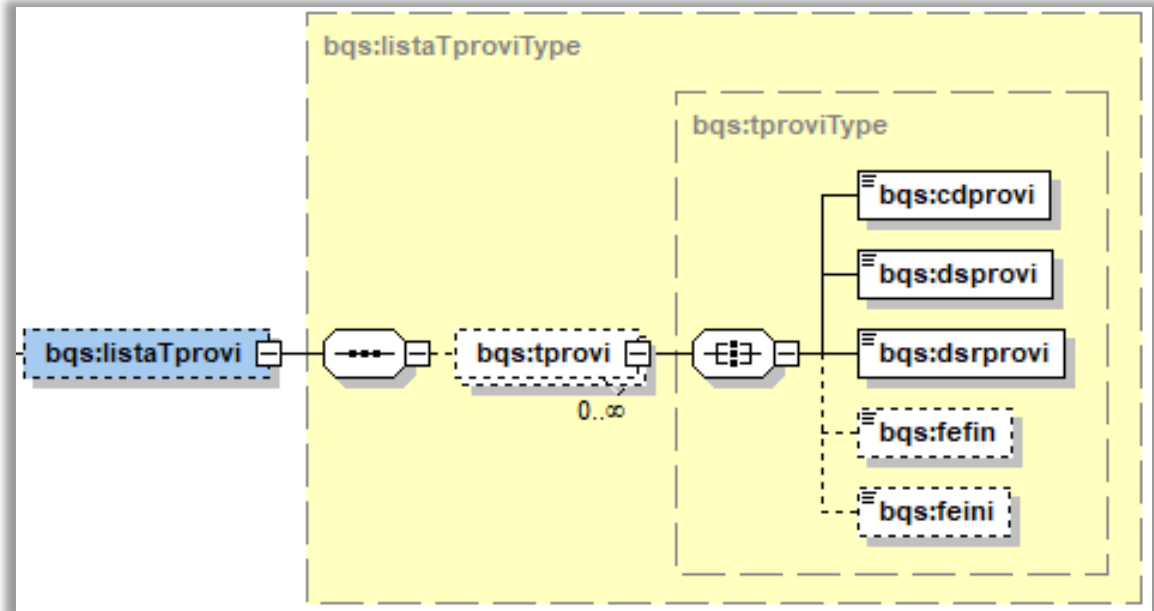 bqs:listaTproviType
bqs:tproviType
bqs:cdprovi
bqs:dsprovi
bqs:listaTprovi
bqs:tprovi
bqs:dsrprovi
0..∞
bqs:fefin
bqs:feini